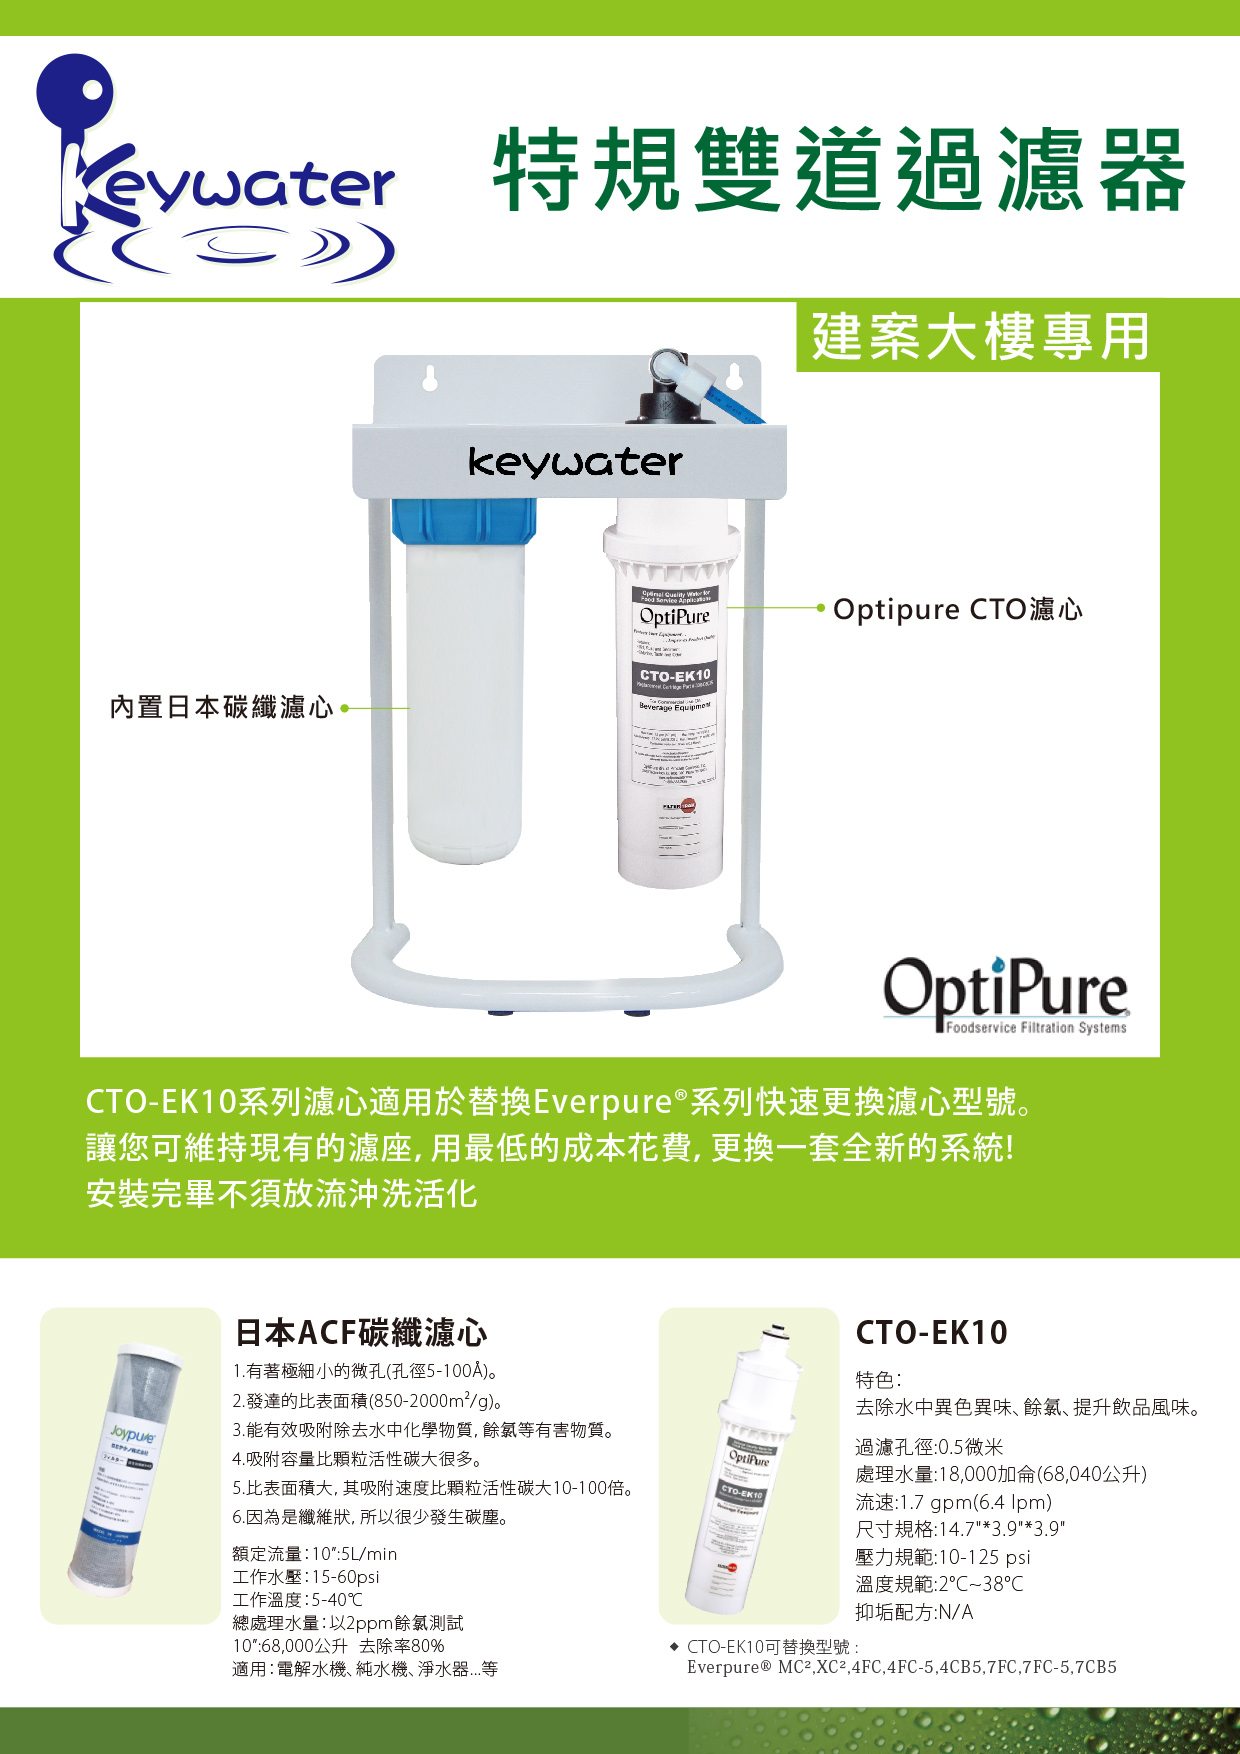 Keywater
特規雙道過濾器
建案大樓專用
keywater
Optimal Quality Water for
Food Service Applications
OptiPure
CTO-EK10
For Commercial Use On
Beverage Equipment
Optipure CTO濾心
內置日本碳纖濾心
OptiPure
Foodservice Filtration Systems
CTO-EK10系列濾心適用於替換Everpure®系列快速更換濾心型號。
讓您可維持現有的濾座, 用最低的成本花費, 更換一套全新的系統!
安裝完畢不須放流沖洗活化
日本ACF碳纖濾心
1.有著極細小的微孔(孔徑5-100Å)。
2.發達的比表面積(850-2000m²/g)。
3.能有效吸附除去水中化學物質, 餘氯等有害物質。
4.吸附容量比顆粒活性碳大很多。
5.比表面積大, 其吸附速度比顆粒活性碳大10-100倍。
6.因為是纖維狀, 所以很少發生碳塵。
額定流量:10":5L/min
工作水壓:15-60psi
工作溫度:5-40℃
總處理水量:以2ppm餘氯測試
10":68,000公升 去除率80%
適用:電解水機、純水機、淨水器...等
Joypure
フィルター
OptiPure
CTO-EK10
Beverage Equipment
CTO-EK10
特色:
去除水中異色異味、餘氯、提升飲品風味。
過濾孔徑:0.5微米
處理水量:18,000加侖(68,040公升)
流速:1.7 gpm(6.4 lpm)
尺寸規格:14.7"*3.9"*3.9"
壓力規範:10-125 psi
溫度規範:2°C~38°C
抑垢配方:N/A
◆ CTO-EK10可替換型號 :
Everpure® MC²,XC²,4FC,4FC-5,4CB5,7FC,7FC-5,7CB5